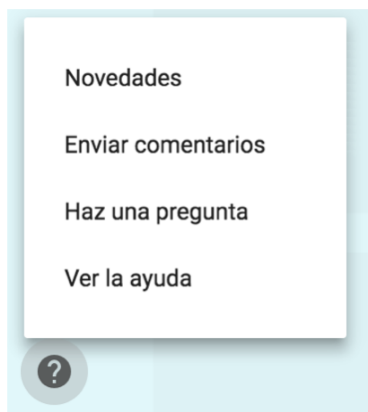 Novedades
Enviar comentarios
Haz una pregunta
Ver la ayuda
?